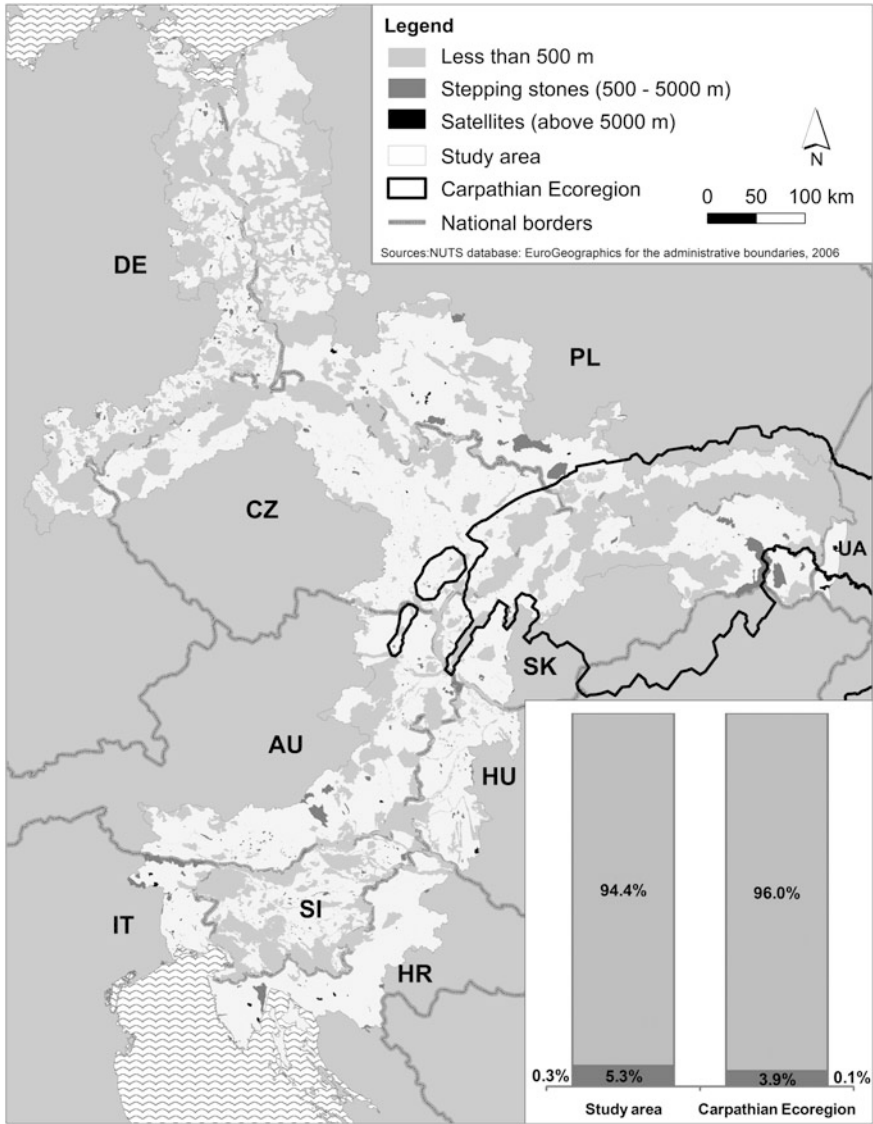 Legend
Less than 500 m
Stepping stones (500 - 5000 m)
Satellites (above 5000 m)
Study area
Carpathian Ecoregion
National borders
N
0 50 100 km
Sources:NUTS database: EuroGeographics for the administrative boundaries, 2006
DE
PL
CZ
UA
SK
AU
HU
SI
IT
HR
94.4% 96.0%
0.3% 5.3% 3.9% 0.1%
Study area Carpathian Ecoregion